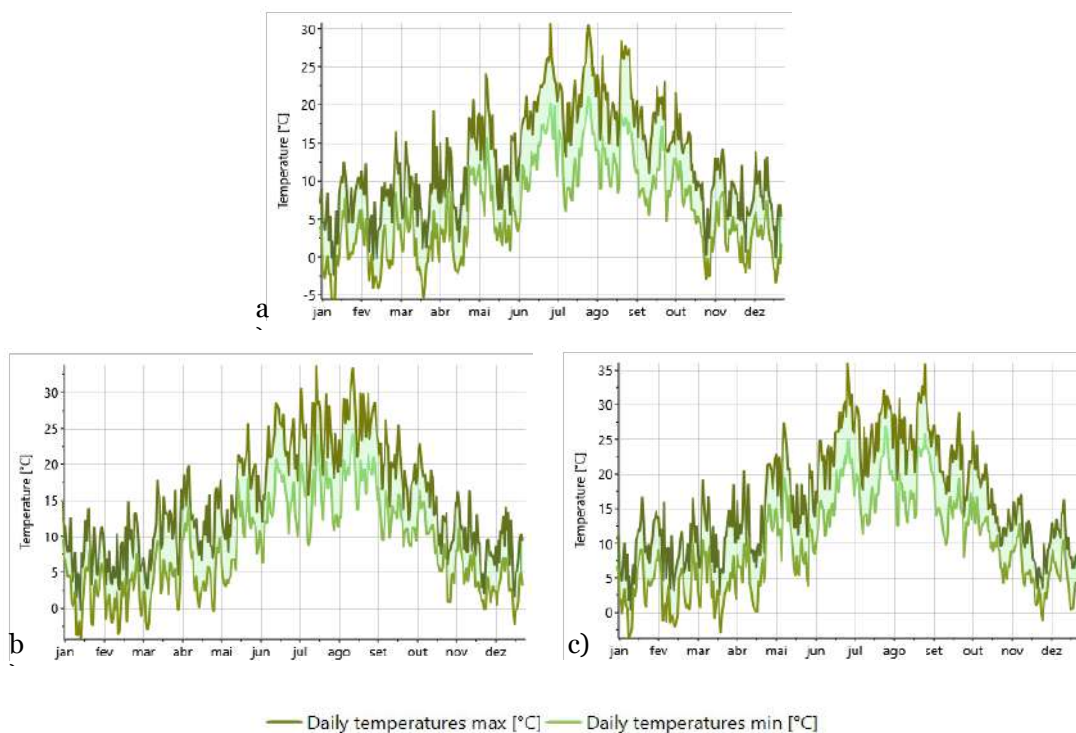 30
25
20
15
10
5
0
-5
Temperature [°C]
jan fev mar abr mai jun jul ago set out nov dez
a
`
30
25
20
15
10
5
0
Temperature [°C]
jan fev mar abr mai jun jul ago set out nov dez
b
`
35
30
25
20
15
10
5
0
Temperature [°C]
jan fev mar abr mai jun jul ago set out nov dez
c)
Daily temperatures max [°C] Daily temperatures min [°C]